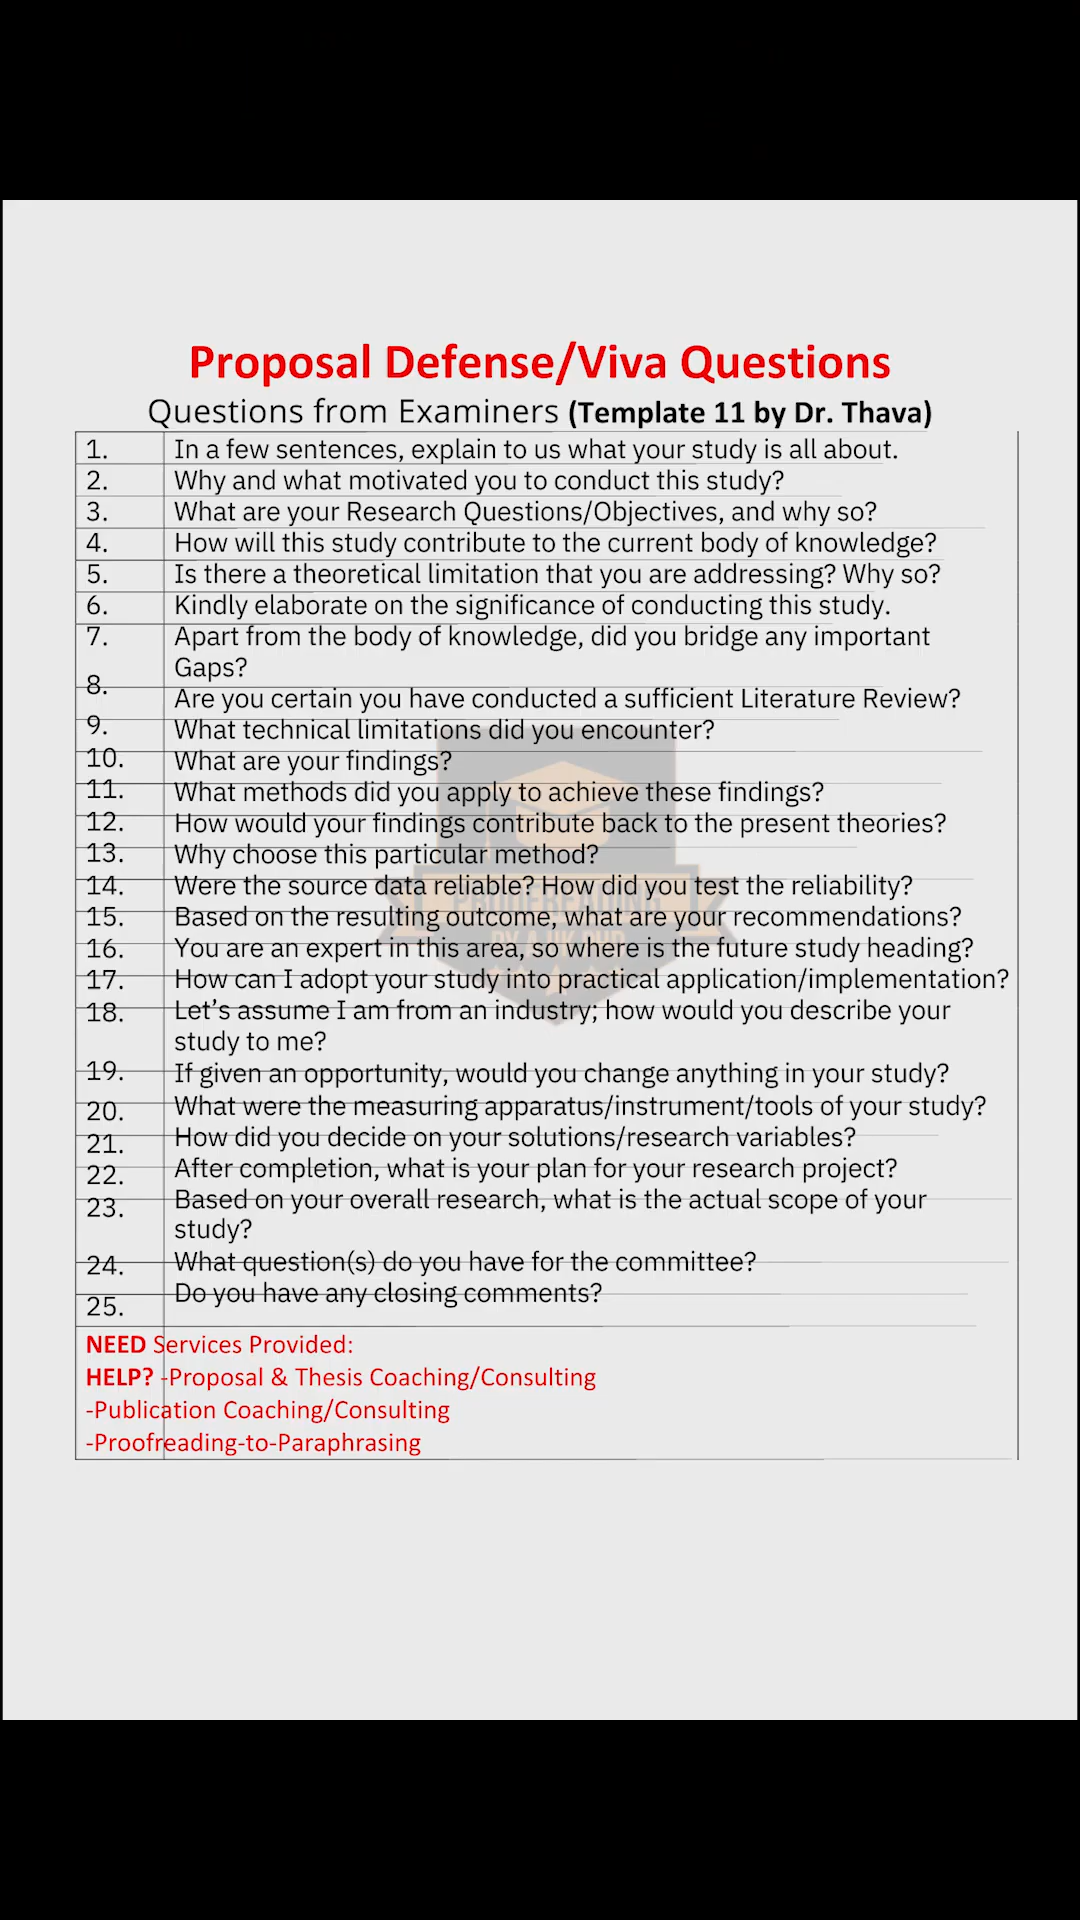 Proposal Defense/Viva Questions
Questions from Examiners (Template 11 by Dr. Thava)
1. In a few sentences, explain to us what your study is all about.
2. Why and what motivated you to conduct this study?
3. What are your Research Questions/Objectives, and why so?
4. How will this study contribute to the current body of knowledge?
5. Is there a theoretical limitation that you are addressing? Why so?
6. Kindly elaborate on the significance of conducting this study.
7. Apart from the body of knowledge, did you bridge any important
Gaps?
8. Are you certain you have conducted a sufficient Literature Review?
9. What technical limitations did you encounter?
10. What are your findings?
11. What methods did you apply to achieve these findings?
12. How would your findings contribute back to the present theories?
13. Why choose this particular method?
14. Were the source data reliable? How did you test the reliability?
15. Based on the resulting outcome, what are your recommendations?
16. You are an expert in this area, so where is the future study heading?
17. How can I adopt your study into practical application/implementation?
18. Let’s assume I am from an industry; how would you describe your
study to me?
19. If given an opportunity, would you change anything in your study?
20. What were the measuring apparatus/instrument/tools of your study?
21. How did you decide on your solutions/research variables?
22. After completion, what is your plan for your research project?
23. Based on your overall research, what is the actual scope of your
study?
24. What question(s) do you have for the committee?
25. Do you have any closing comments?
NEED Services Provided:
HELP? -Proposal & Thesis Coaching/Consulting
-Publication Coaching/Consulting
-Proofreading-to-Paraphrasing
PROOFREADING
BY A UK PHD